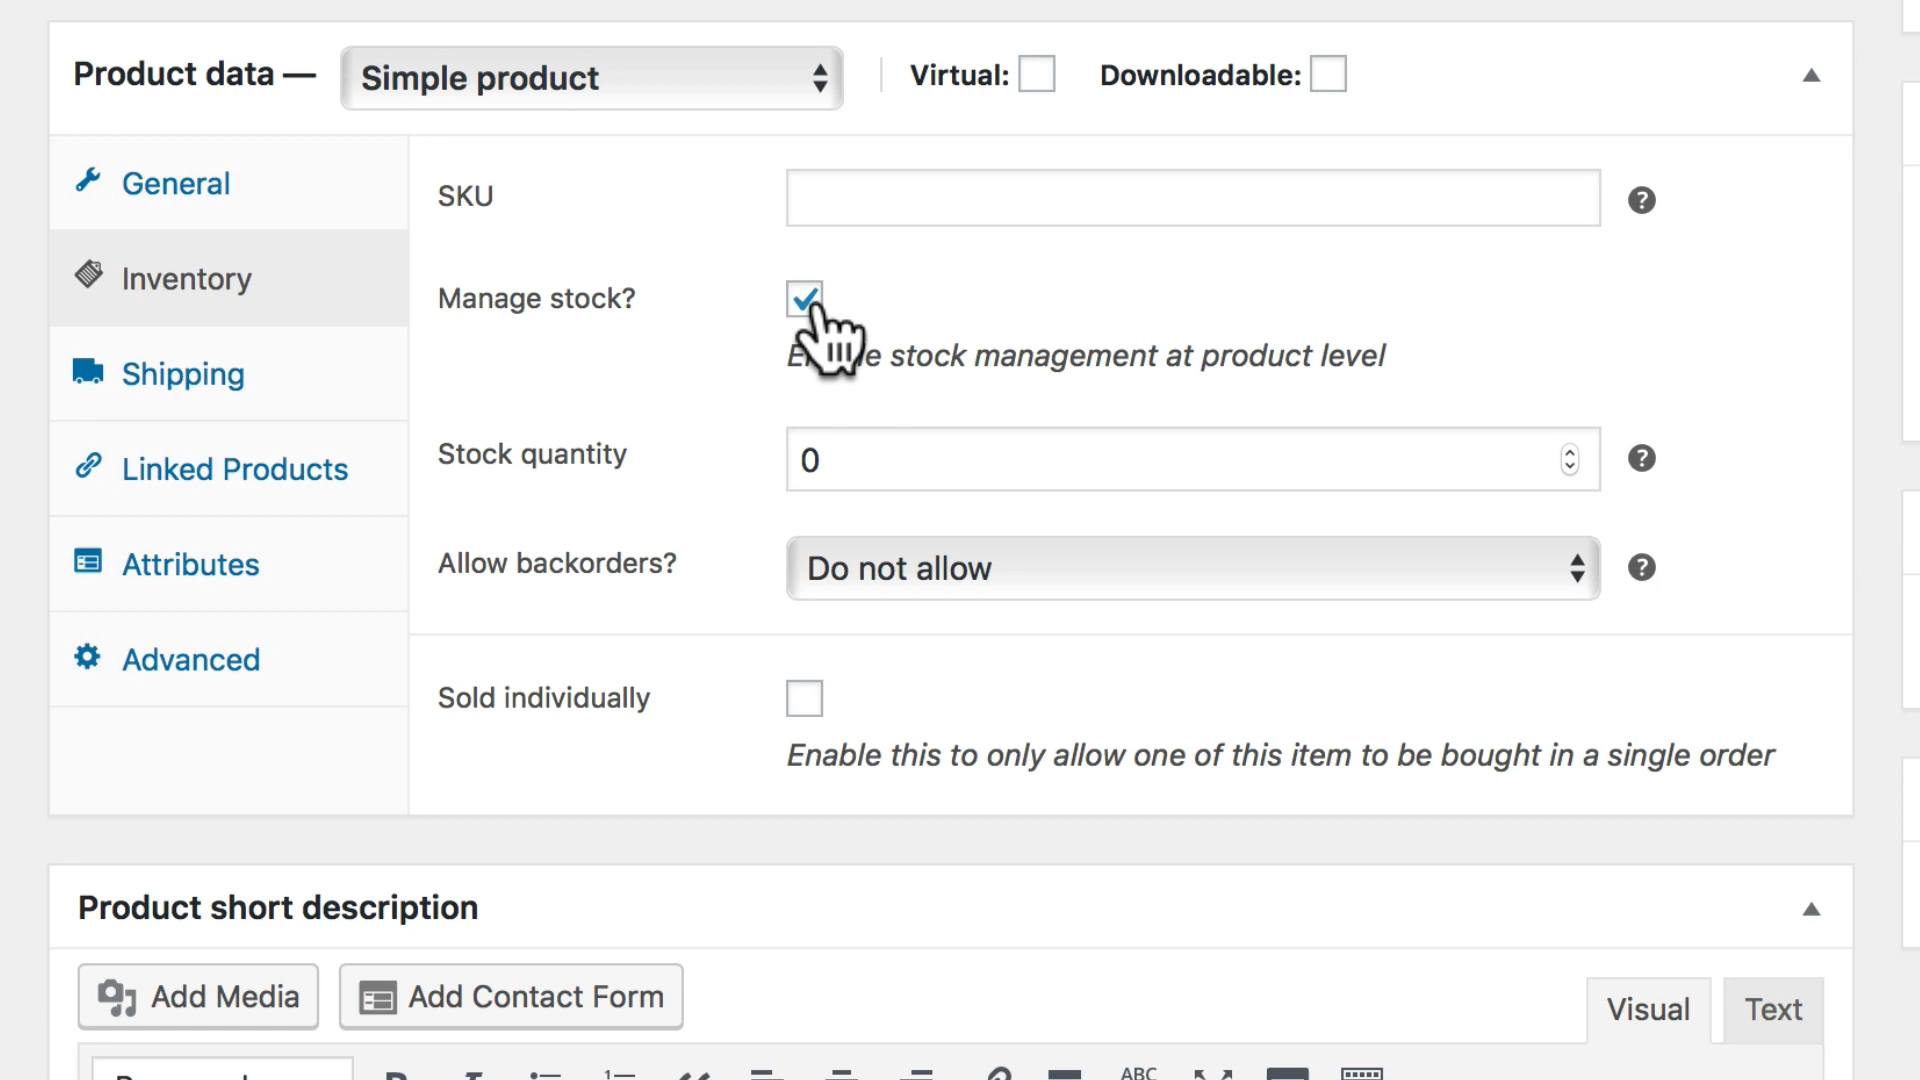 Product data — Simple product Virtual: Downloadable:
General
Inventory
Shipping
Linked Products
Attributes
Advanced
SKU
Manage stock?
stock management at product level
Stock quantity 0
Allow backorders? Do not allow
Sold individually
Enable this to only allow one of this item to be bought in a single order
Product short description
Add Media Add Contact Form Visual Text
ABC